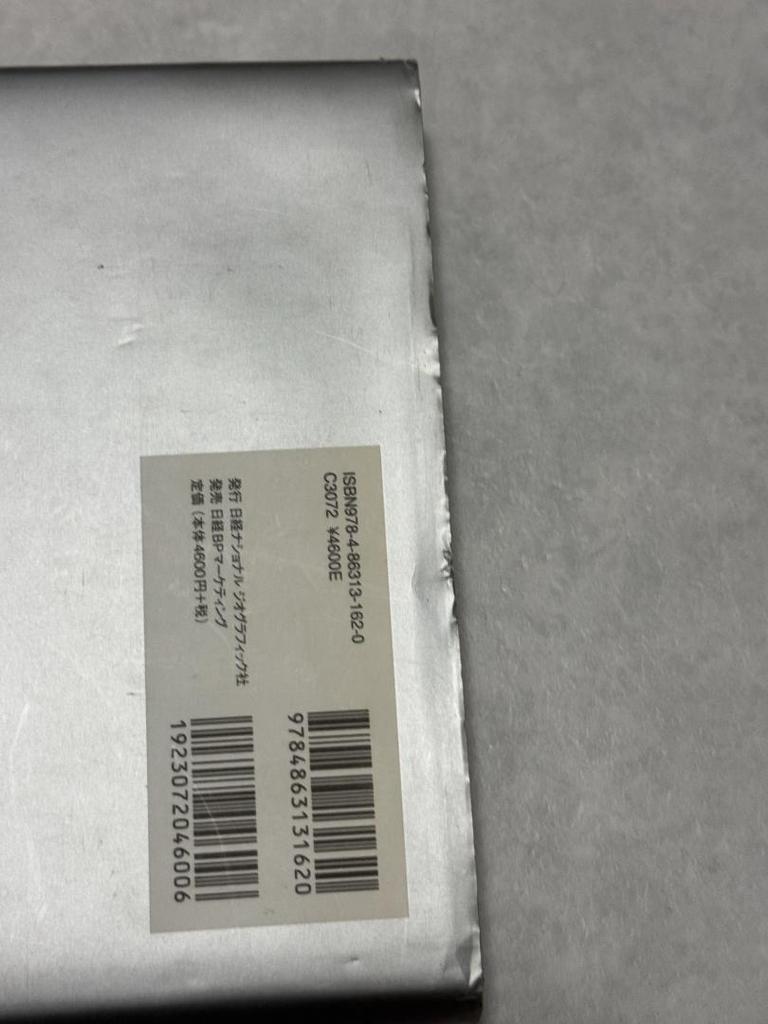 ISBN978-4-86313-162-0
C3072 ¥4600E
発行 日経ナショナル ジオグラフィック社
発売 日経BPマーケティング
定価(本体4600円+税)
9784863131620
1923072046006